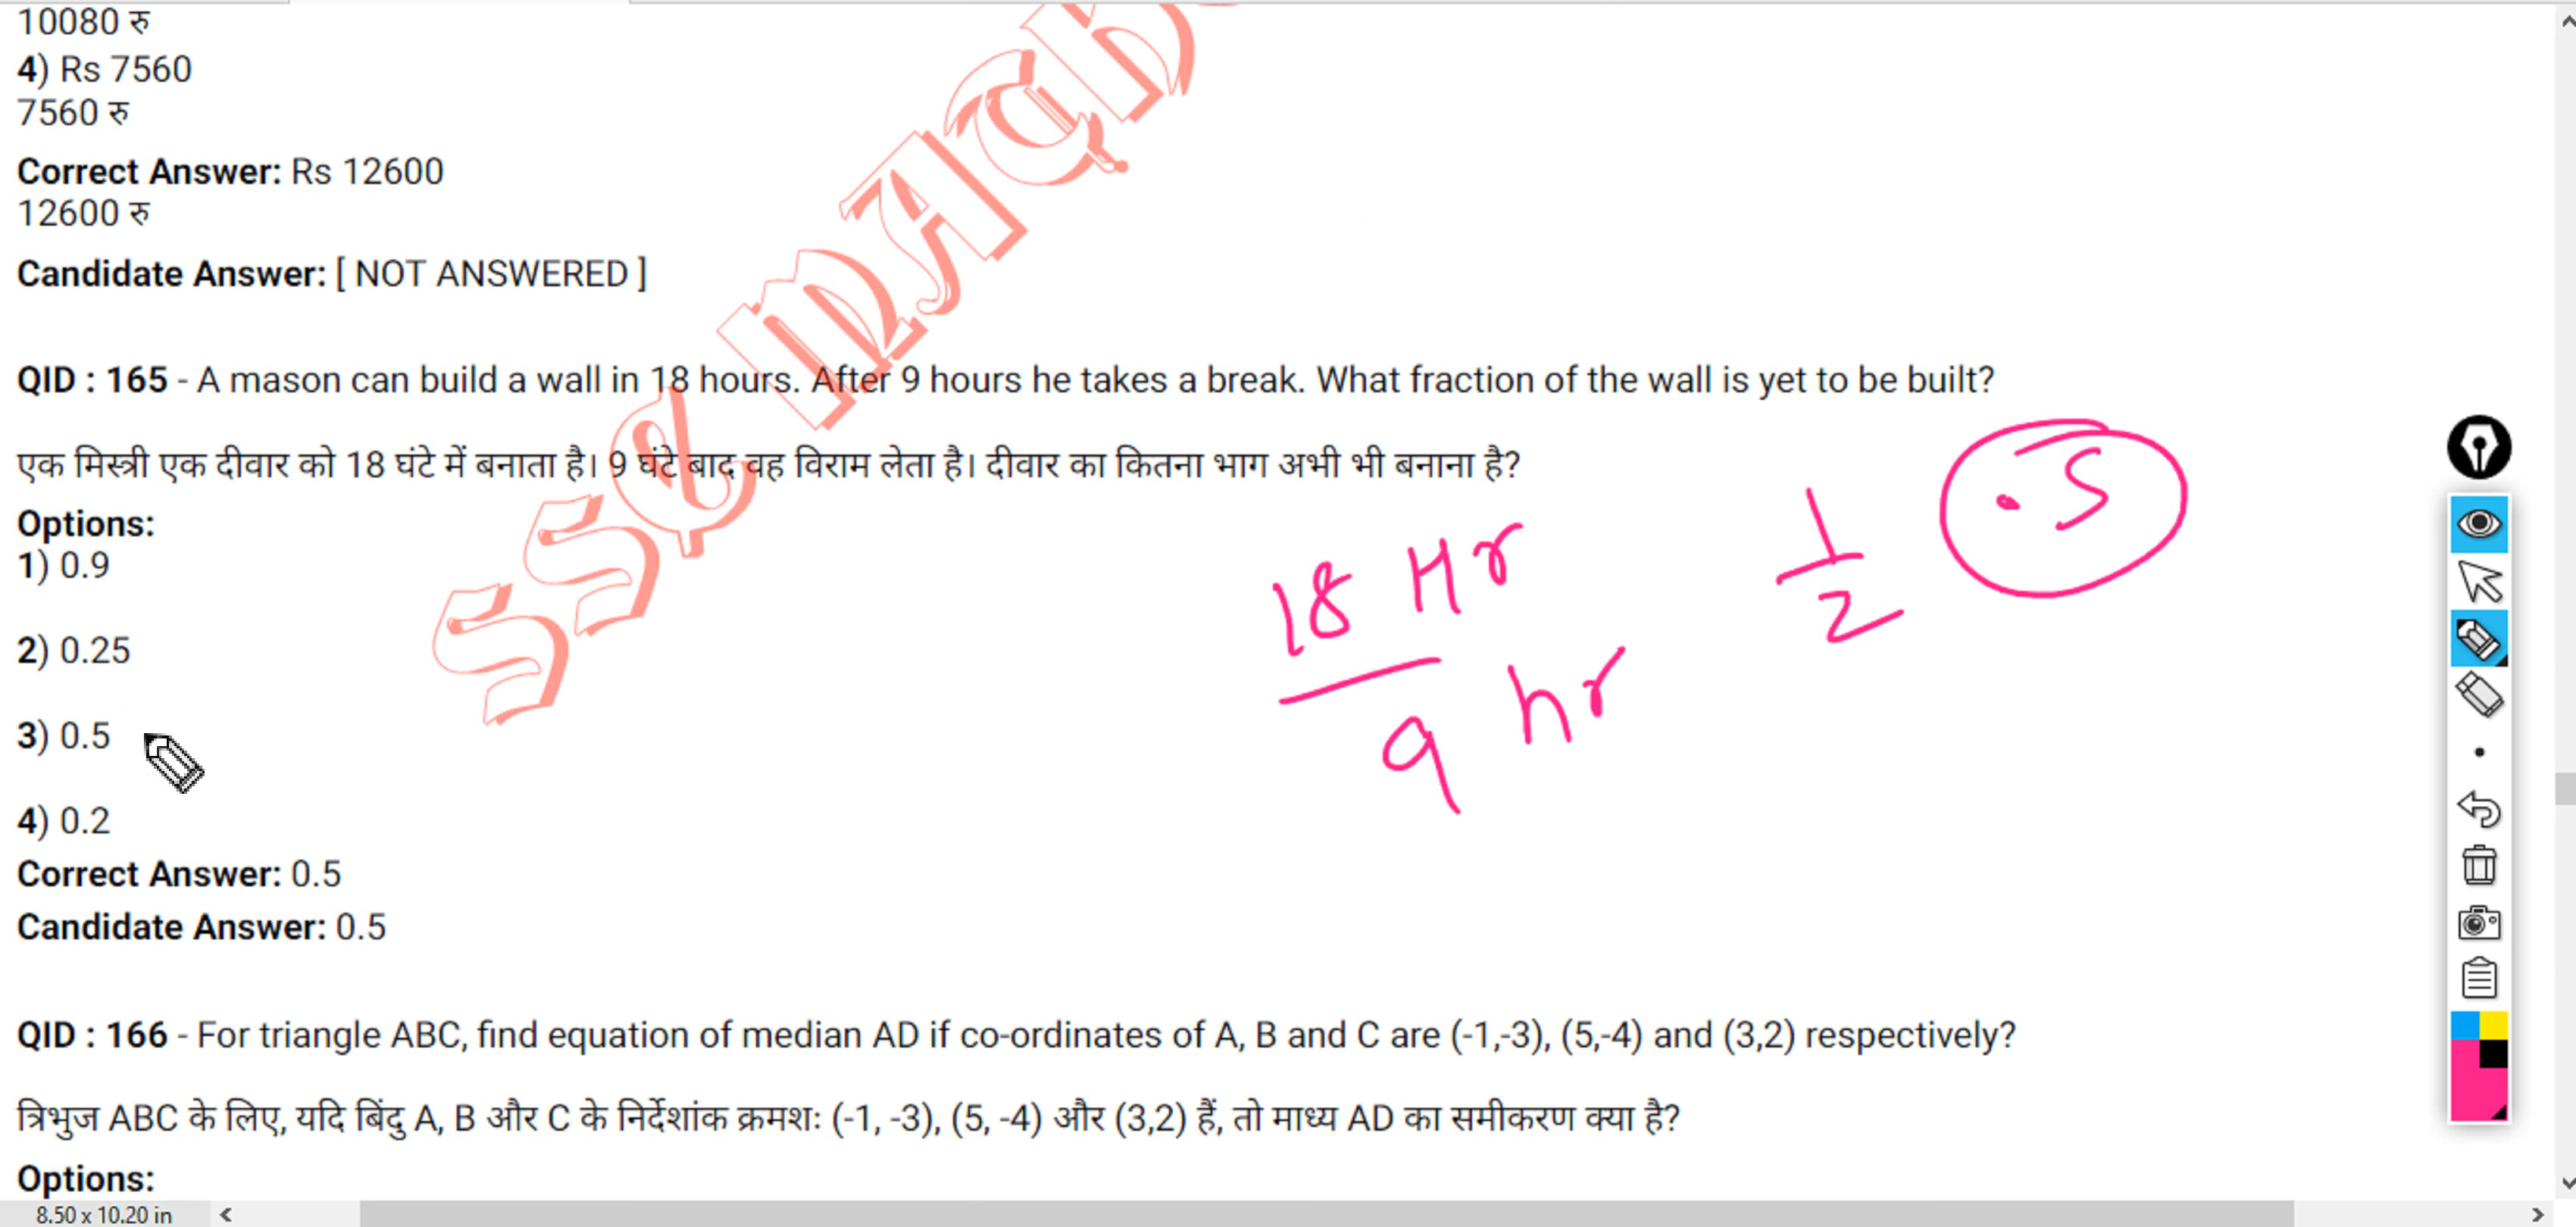 10080 रु
4) Rs 7560
7560 रु
Correct Answer: Rs 12600
12600 रु
Candidate Answer: [ NOT ANSWERED ]
QID : 165 - A mason can build a wall in 18 hours. After 9 hours he takes a break. What fraction of the wall is yet to be built?
एक मिस्त्री एक दीवार को 18 घंटे में बनाता है। 9 घंटे बाद वह विराम लेता है। दीवार का कितना भाग अभी भी बनाना है?
Options:
1) 0.9
2) 0.25
3) 0.5
4) 0.2
18 Hr
9 hr
1
2
.5
Correct Answer: 0.5
Candidate Answer: 0.5
QID : 166 - For triangle ABC, find equation of median AD if co-ordinates of A, B and C are (-1,-3), (5,-4) and (3,2) respectively?
त्रिभुज ABC के लिए, यदि बिंदु A, B और C के निर्देशांक क्रमशः (-1, -3), (5, -4) और (3,2) हैं, तो माध्य AD का समीकरण क्या है?
Options:
8.50 x 10.20 in